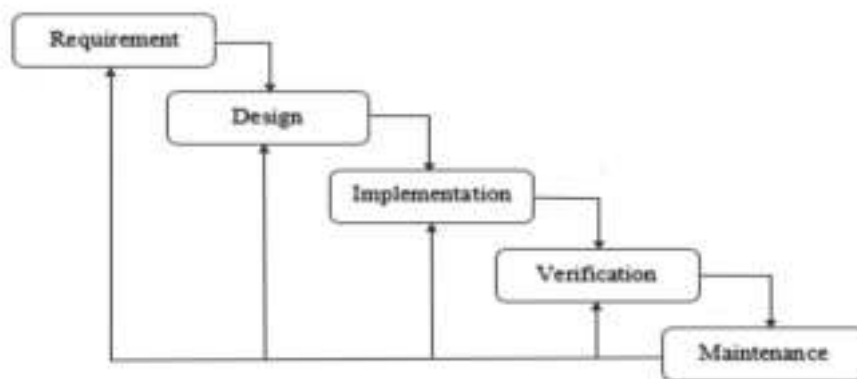 Requirement
Design
Implementation
Verification
Maintenance